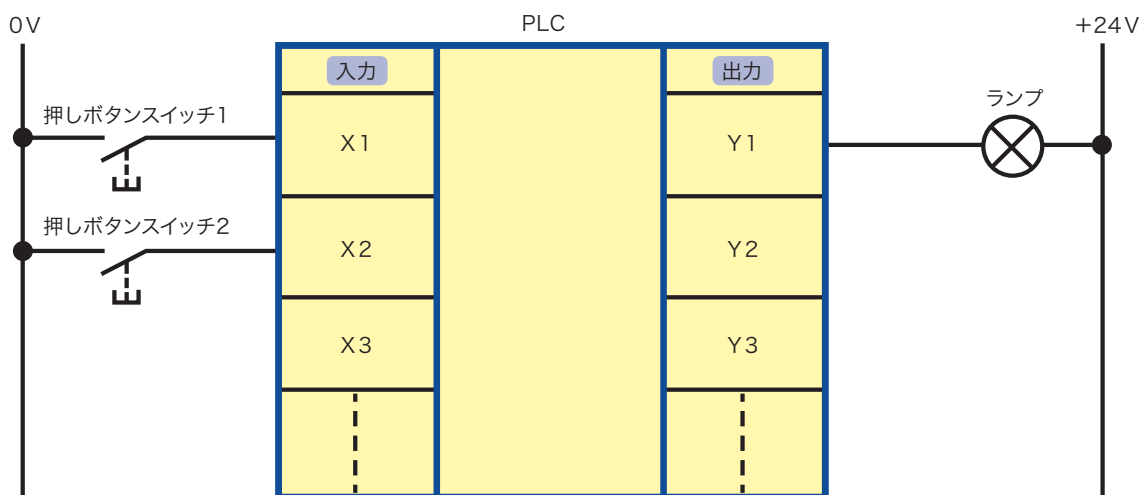 PLC
0V
+24V
入力
出力
押しボタンスイッチ1
ランプ
X1
Y1
押しボタンスイッチ2
X2
Y2
X3
Y3